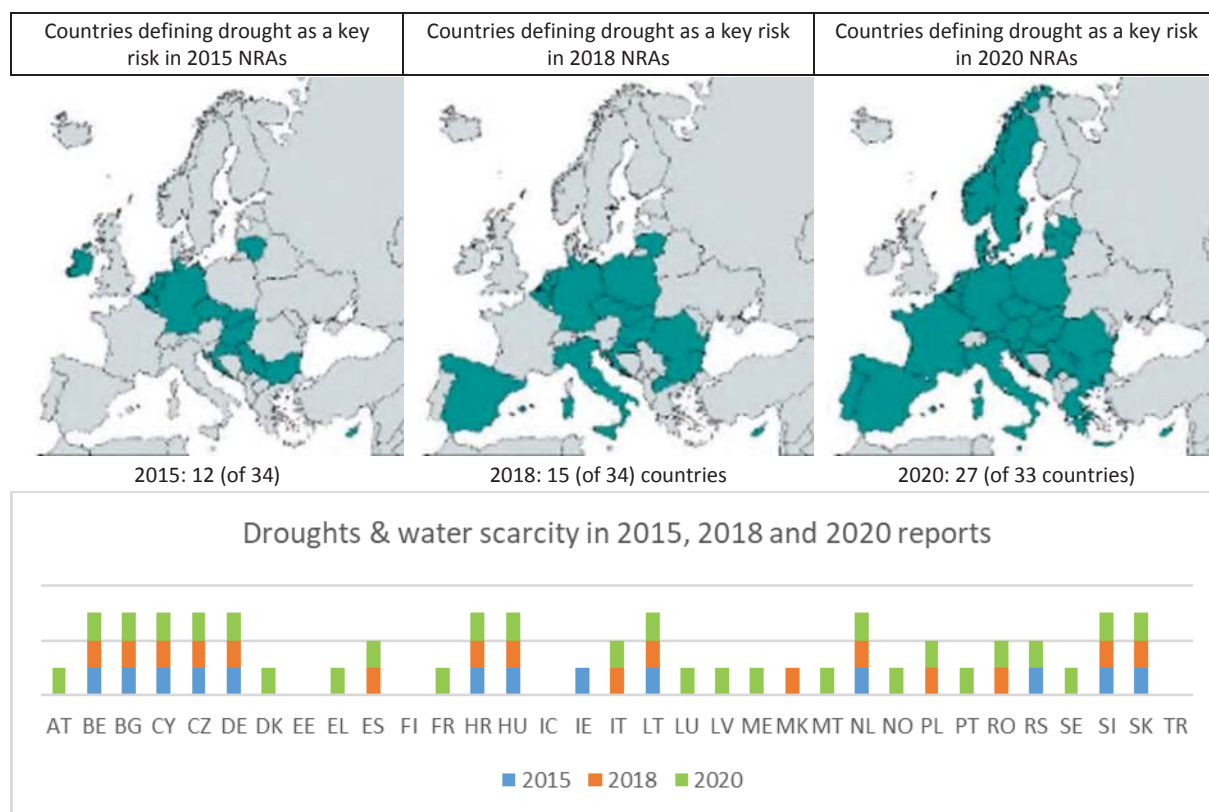 Countries defining drought as a key
risk in 2015 NRAs
Countries defining drought as a key risk
in 2018 NRAs
Countries defining drought as a key risk
in 2020 NRAs
2015: 12 (of 34)
2018: 15 (of 34) countries
2020: 27 (of 33 countries)
Droughts & water scarcity in 2015, 2018 and 2020 reports
AT BE BG CY CZ DE DK EE EL ES FI FR HR HU IC IE IT LT LU LV ME MK MT NL NO PL PT RO RS SE SI SK TR
2015 2018 2020